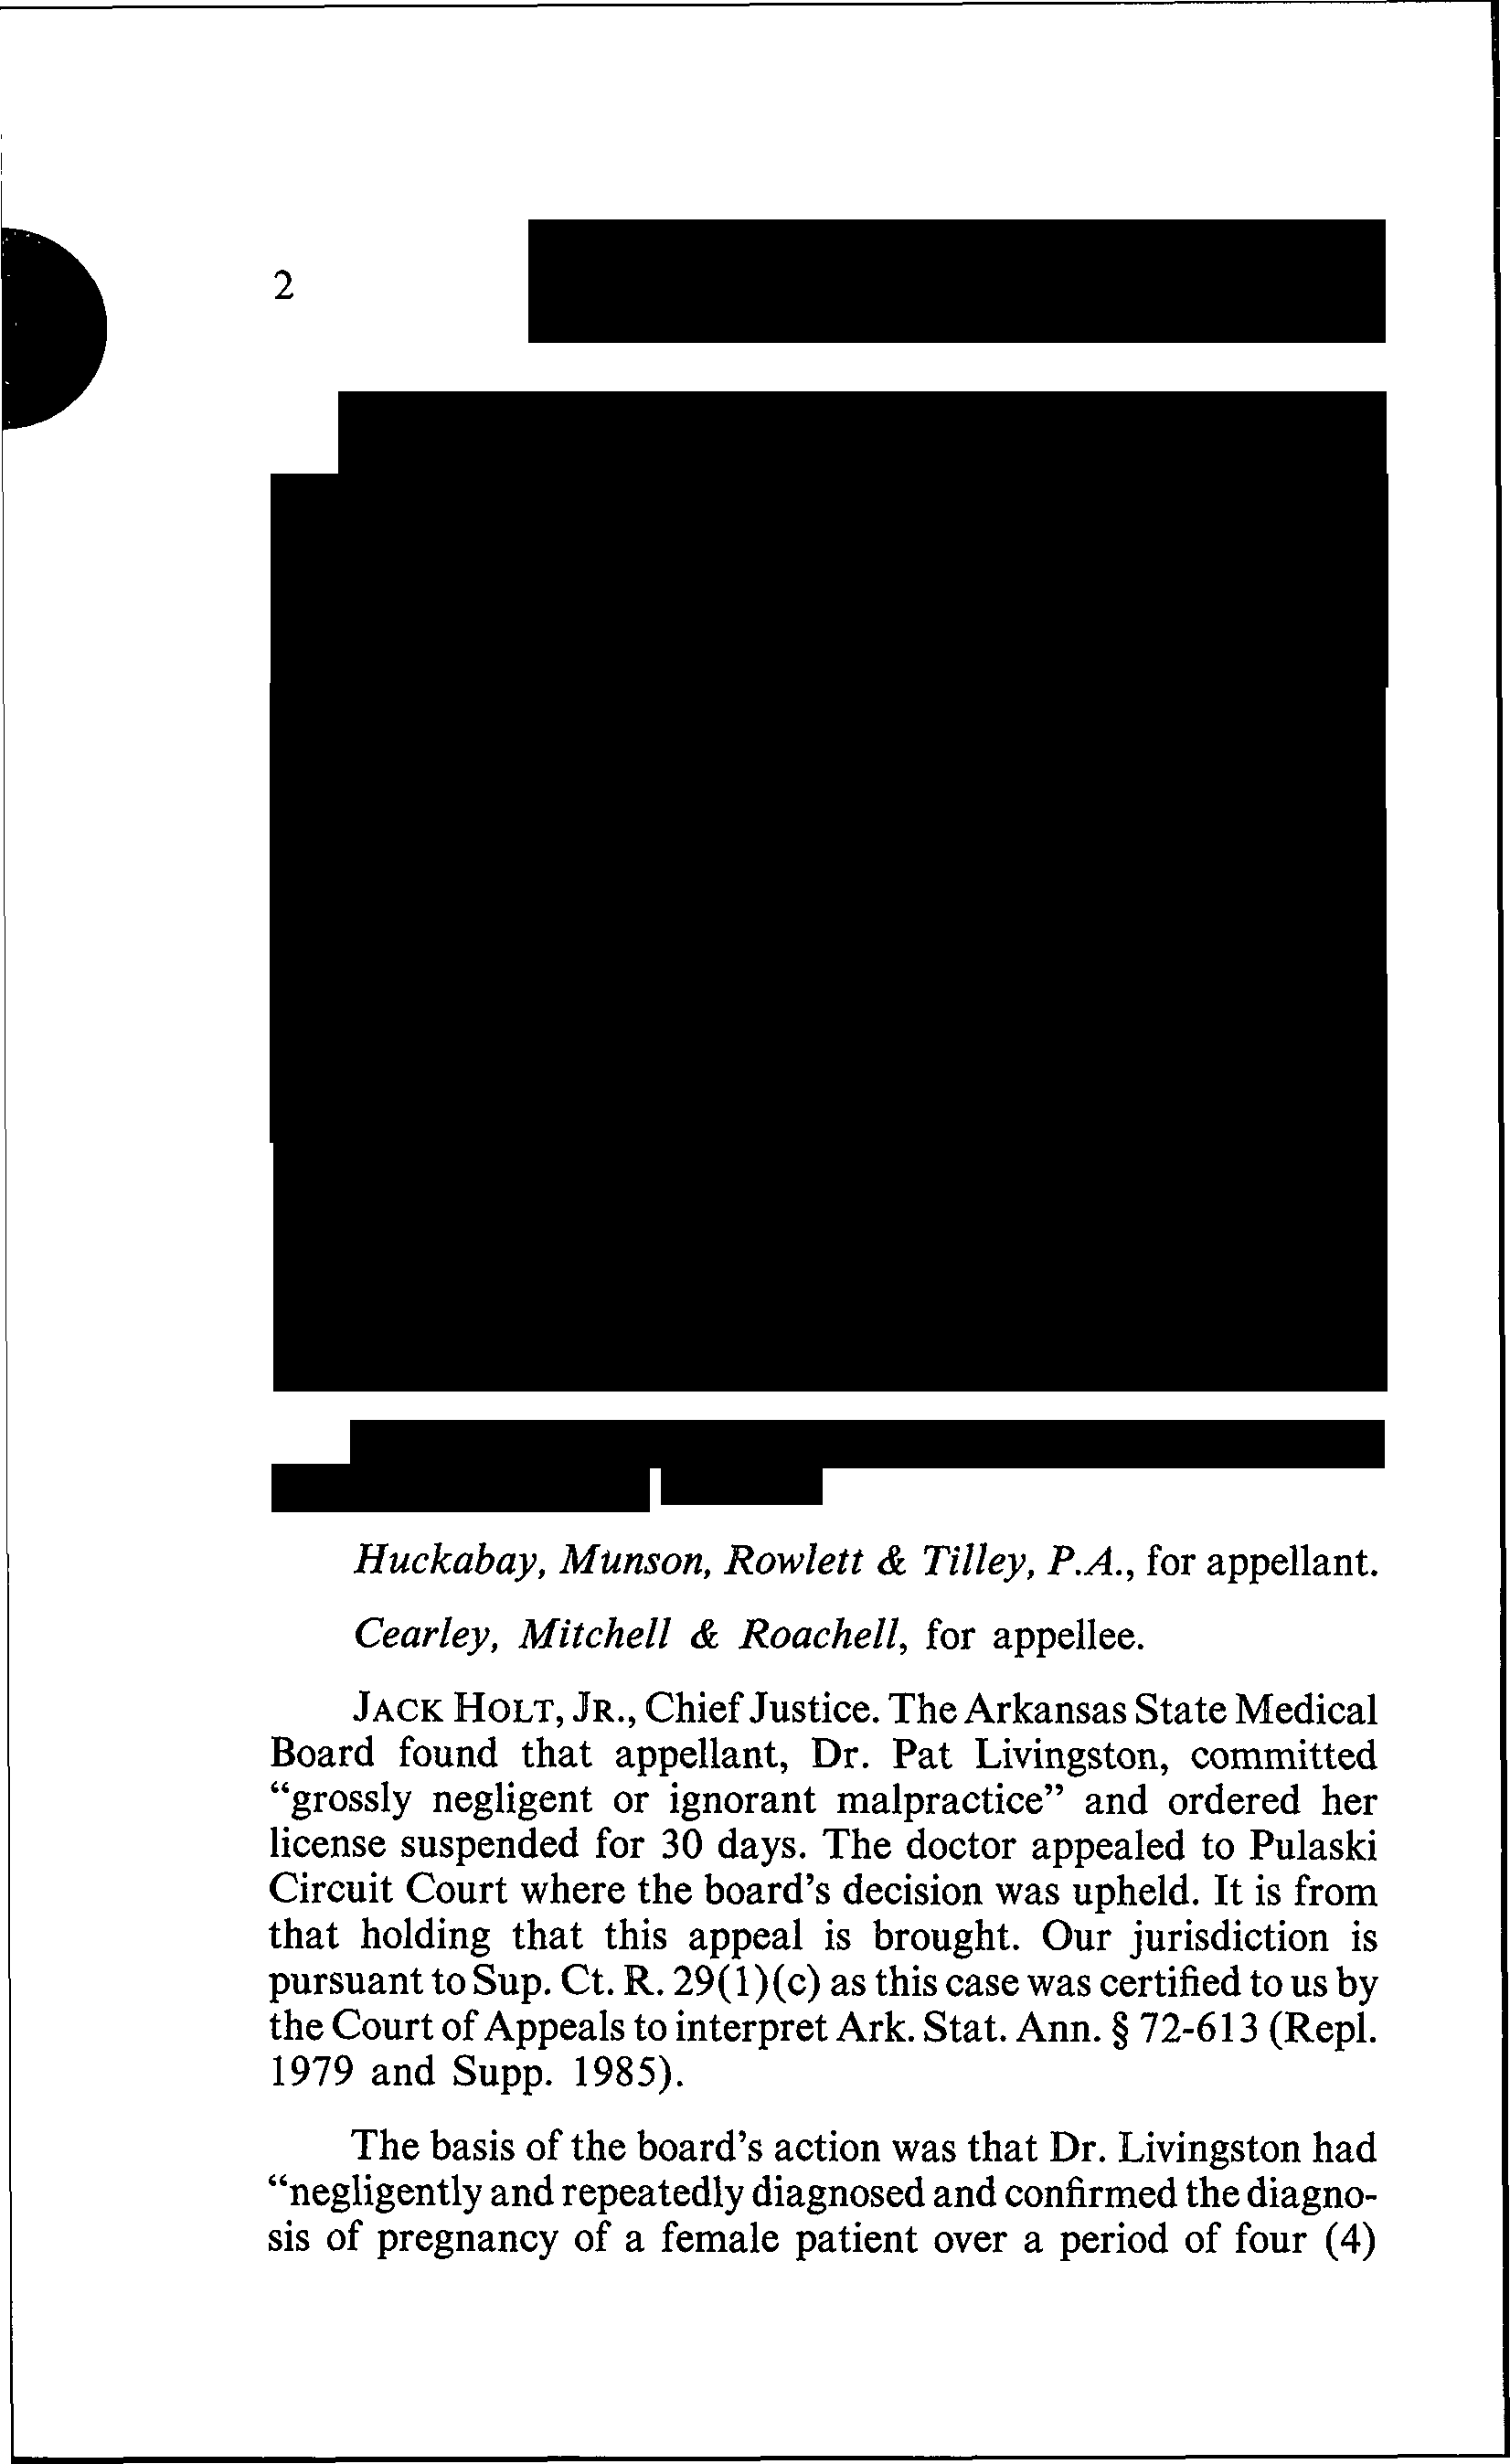 2
Huckabay, Munson, Rowlett & Tilley, P.A., for appellant.
Cearley, Mitchell & Roachell, for appellee.
JACK HOLT, JR., Chief Justice. The Arkansas State Medical
Board found that appellant, Dr. Pat Livingston, committed
“grossly negligent or ignorant malpractice” and ordered her
license suspended for 30 days. The doctor appealed to Pulaski
Circuit Court where the board’s decision was upheld. It is from
that holding that this appeal is brought. Our jurisdiction is
pursuant to Sup. Ct. R. 29(1)(c) as this case was certified to us by
the Court of Appeals to interpret Ark. Stat. Ann. § 72-613 (Repl.
1979 and Supp. 1985).
The basis of the board’s action was that Dr. Livingston had
“negligently and repeatedly diagnosed and confirmed the diagno-
sis of pregnancy of a female patient over a period of four (4)